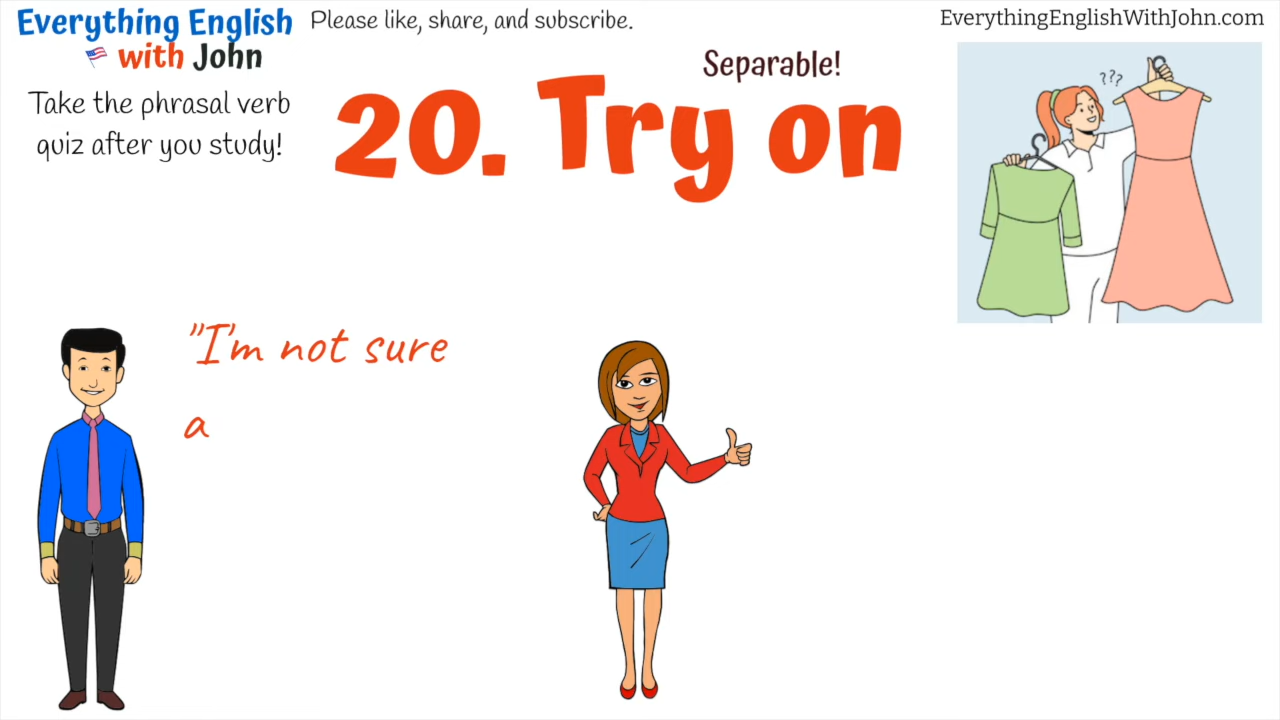 Everything English
with John
Please like, share, and subscribe.
EverythingEnglishWithJohn.com
Take the phrasal verb
quiz after you study!
Separable!
20. Try on
???
"I'm not sure
a